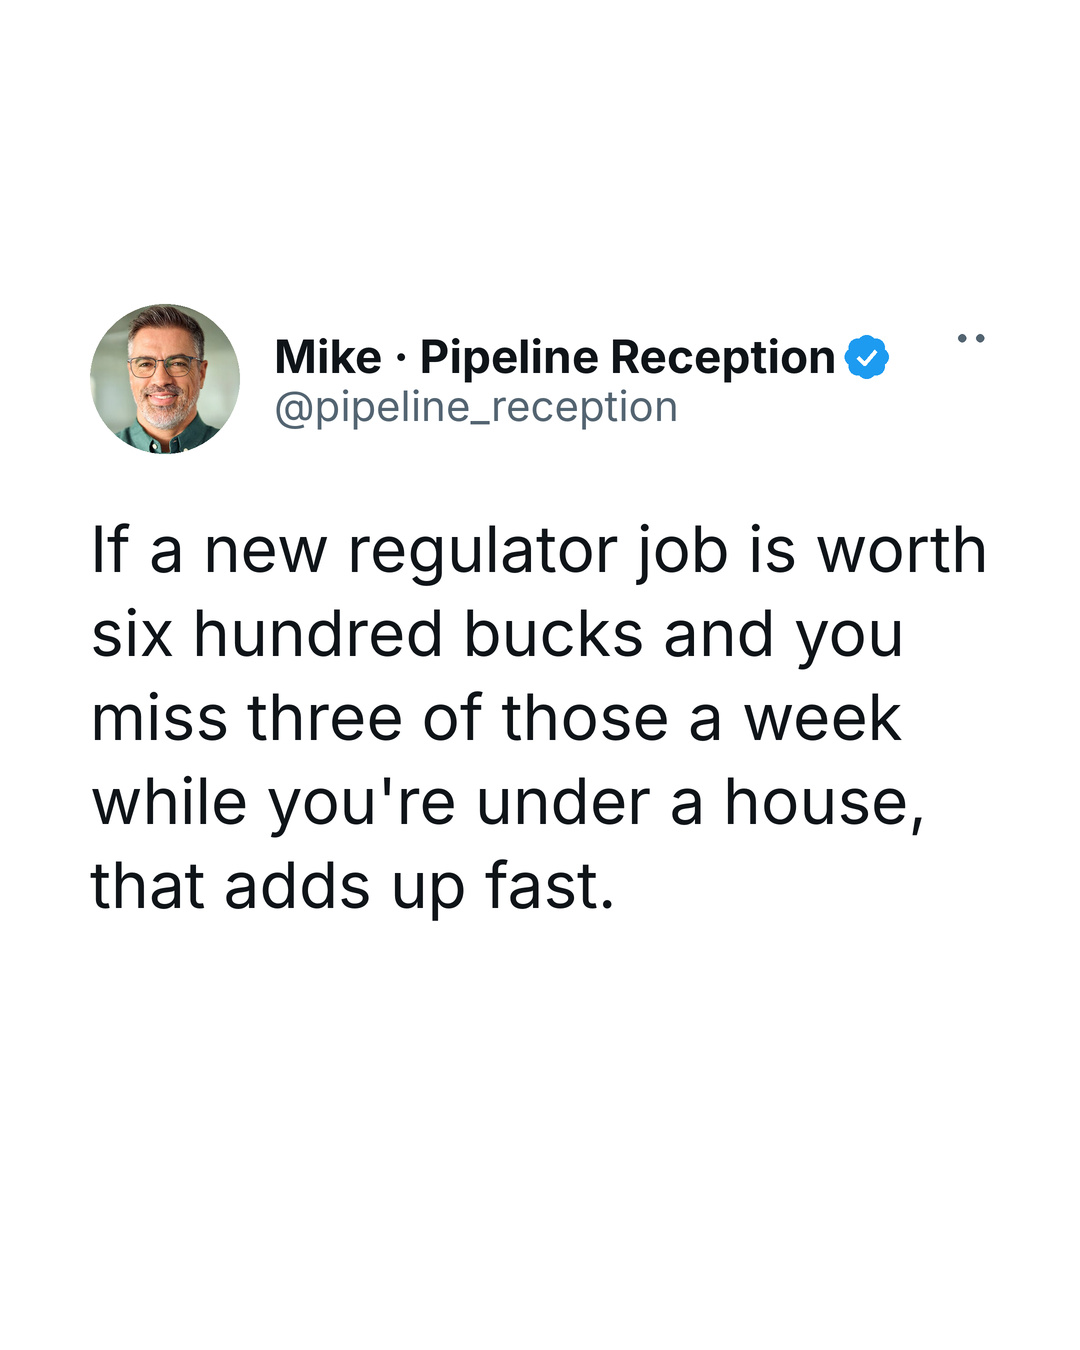 Mike · Pipeline Reception
@pipeline_reception
If a new regulator job is worth
six hundred bucks and you
miss three of those a week
while you're under a house,
that adds up fast.